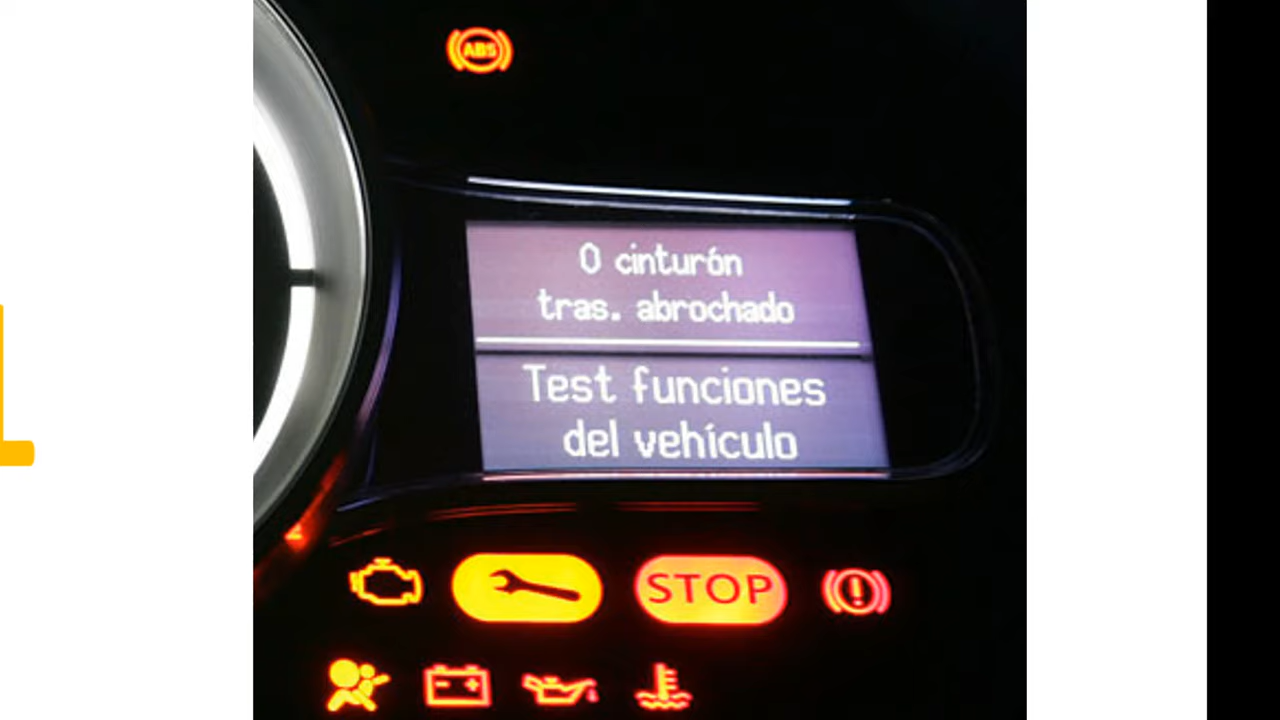 ABS
0 cinturón
tras. abrochado
Test funciones
del vehículo
STOP